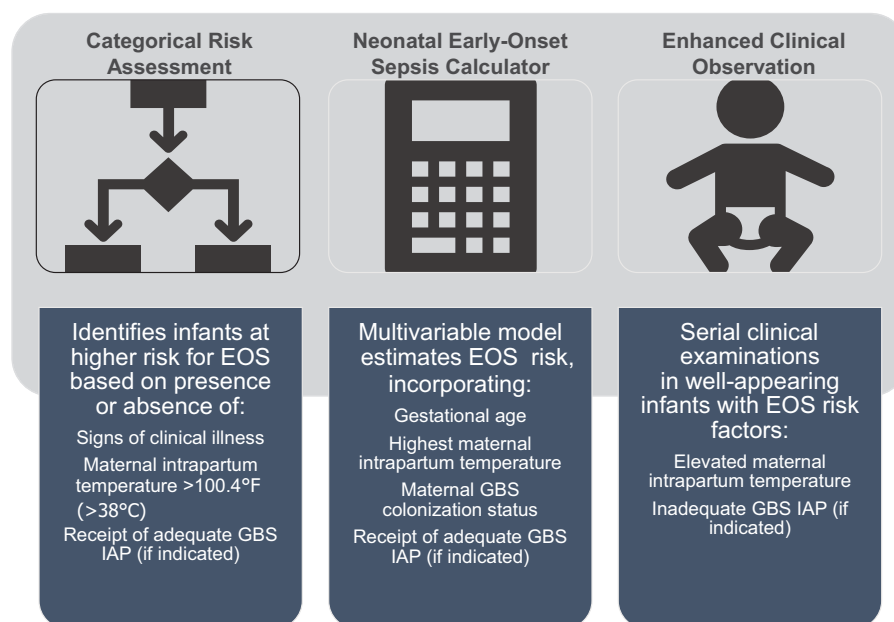 Categorical Risk
Assessment
Neonatal Early-Onset
Sepsis Calculator
Enhanced Clinical
Observation
Identifies infants at
higher risk for EOS
based on presence
or absence of:
Signs of clinical illness
Maternal intrapartum
temperature >100.4°F
(>38°C)
Receipt of adequate GBS
IAP (if indicated)
Multivariable model
estimates EOS risk,
incorporating:
Gestational age
Highest maternal
intrapartum temperature
Maternal GBS
colonization status
Receipt of adequate GBS
IAP (if indicated)
Serial clinical
examinations
in well-appearing
infants with EOS risk
factors:
Elevated maternal
intrapartum temperature
Inadequate GBS IAP (if
indicated)